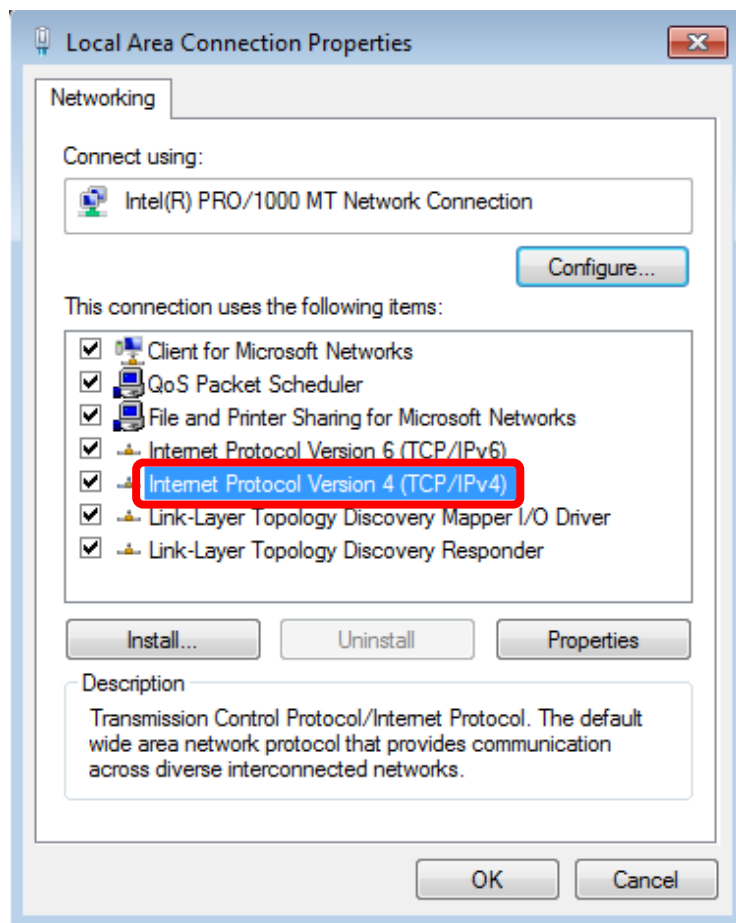 Local Area Connection Properties
Networking
Connect using:
Intel(R) PRO/1000 MT Network Connection
Configure...
This connection uses the following items:
Client for Microsoft Networks
QoS Packet Scheduler
File and Printer Sharing for Microsoft Networks
Internet Protocol Version 6 (TCP/IPv6)
Internet Protocol Version 4 (TCP/IPv4)
Link-Layer Topology Discovery Mapper I/O Driver
Link-Layer Topology Discovery Responder
Install... Uninstall Properties
Description
Transmission Control Protocol/Internet Protocol. The default
wide area network protocol that provides communication
across diverse interconnected networks.
OK Cancel